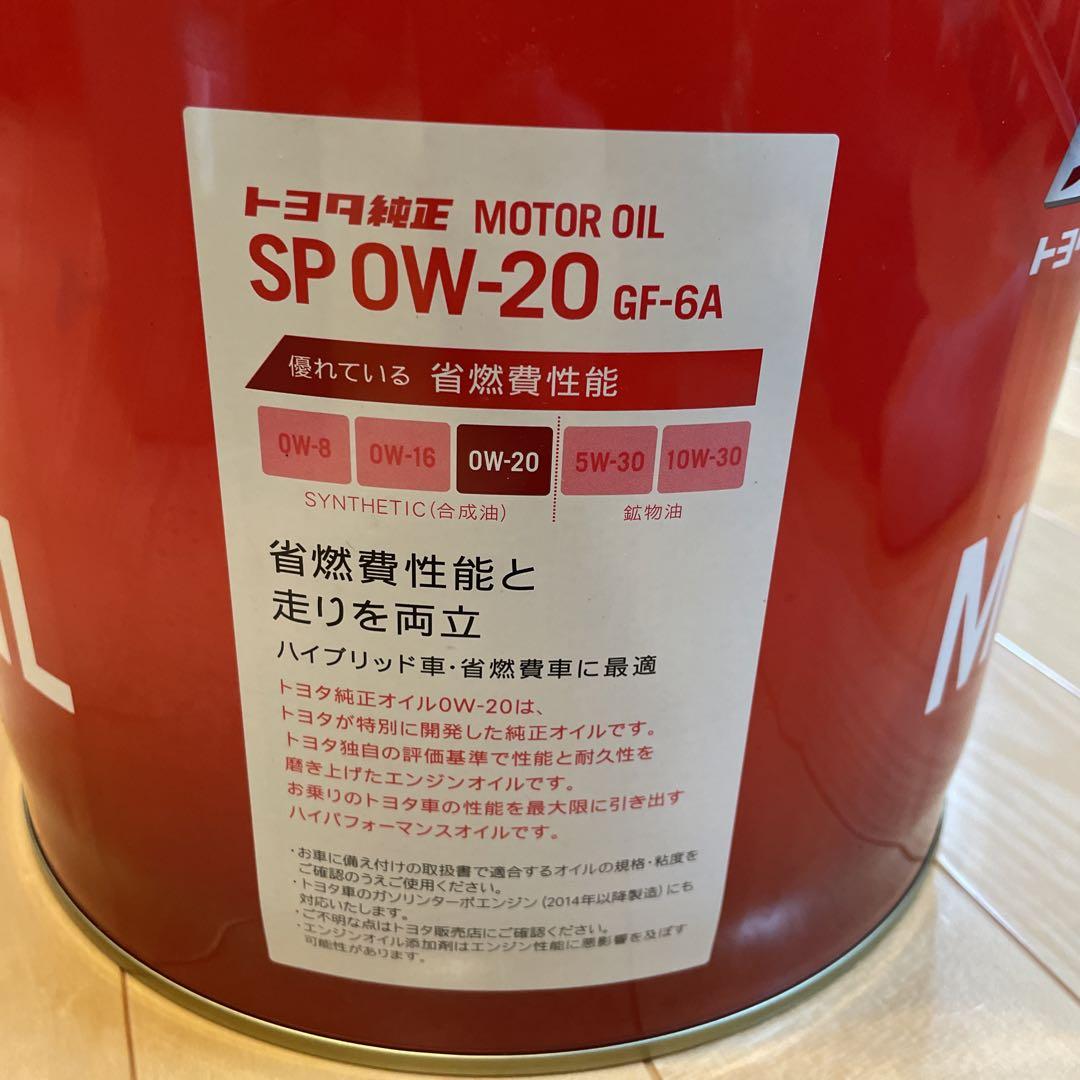 トヨタ純正 MOTOR OIL
SP 0W-20 GF-6A
優れている 省燃費性能
0W-8 0W-16 0W-20 5W-30 10W-30
SYNTHETIC(合成油) 鉱物油
省燃費性能と
走りを両立
ハイブリッド車・省燃費車に最適
トヨタ純正オイル0W-20は、
トヨタが特別に開発した純正オイルです。
トヨタ独自の評価基準で性能と耐久性を
磨き上げたエンジンオイルです。
お乗りのトヨタ車の性能を最大限に引き出す
ハイパフォーマンスオイルです。
・お車に備え付けの取扱書で適合するオイルの規格・粘度を
ご確認のうえご使用ください。
・トヨタ車のガソリンターボエンジン(2014年以降製造)にも
対応いたします。
・ご不明な点はトヨタ販売店にご確認ください。
・エンジンオイル添加剤はエンジン性能に悪影響を及ぼす
可能性があります。
トヨ